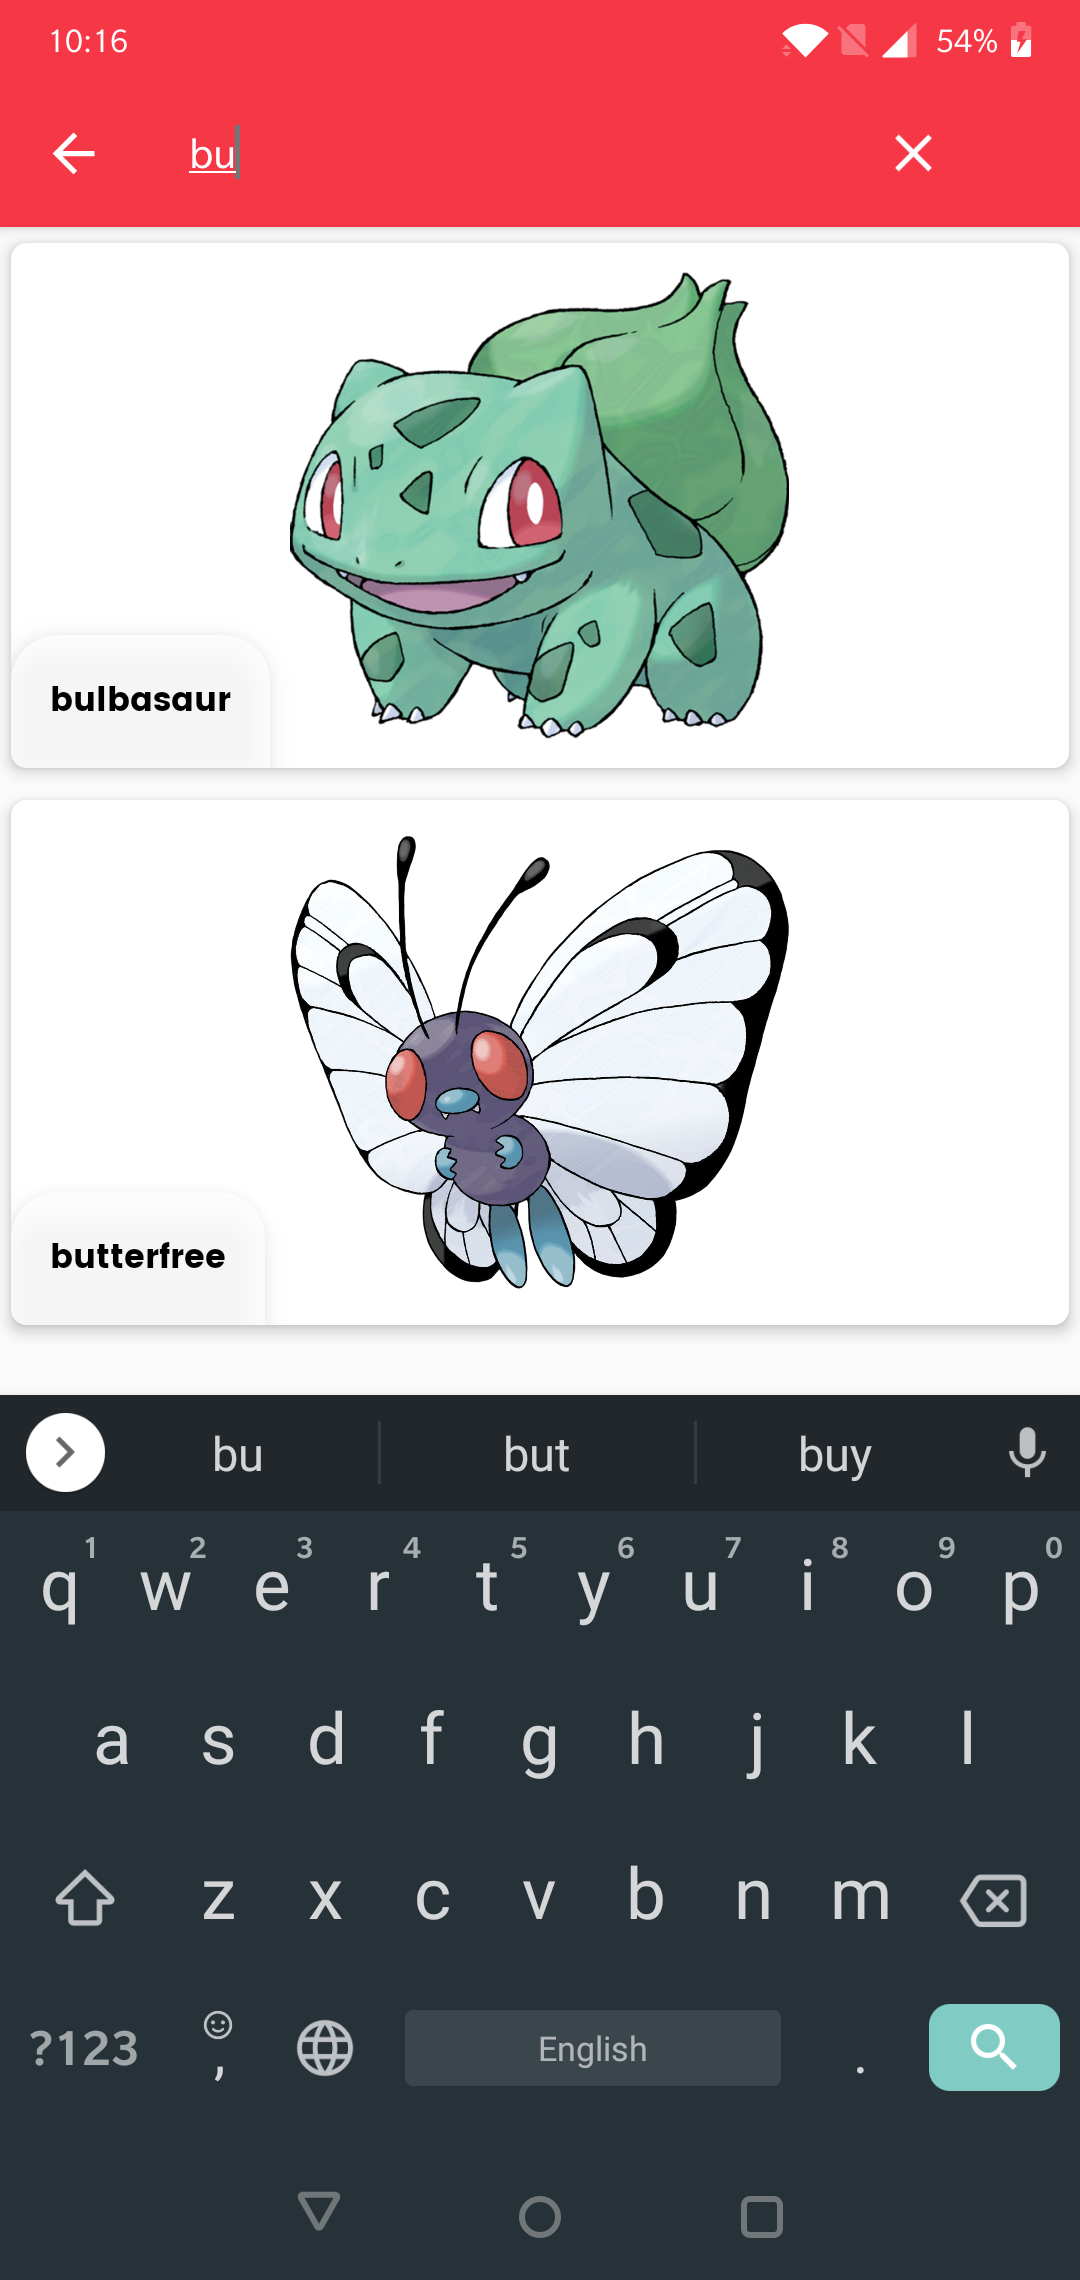 10:16 54%
bu
bulbasaur
butterfree
bu but buy
1 2 3 4 5 6 7 8 9 0
q w e r t y u i o p
a s d f g h j k l
z x c v b n m
?123 , English .